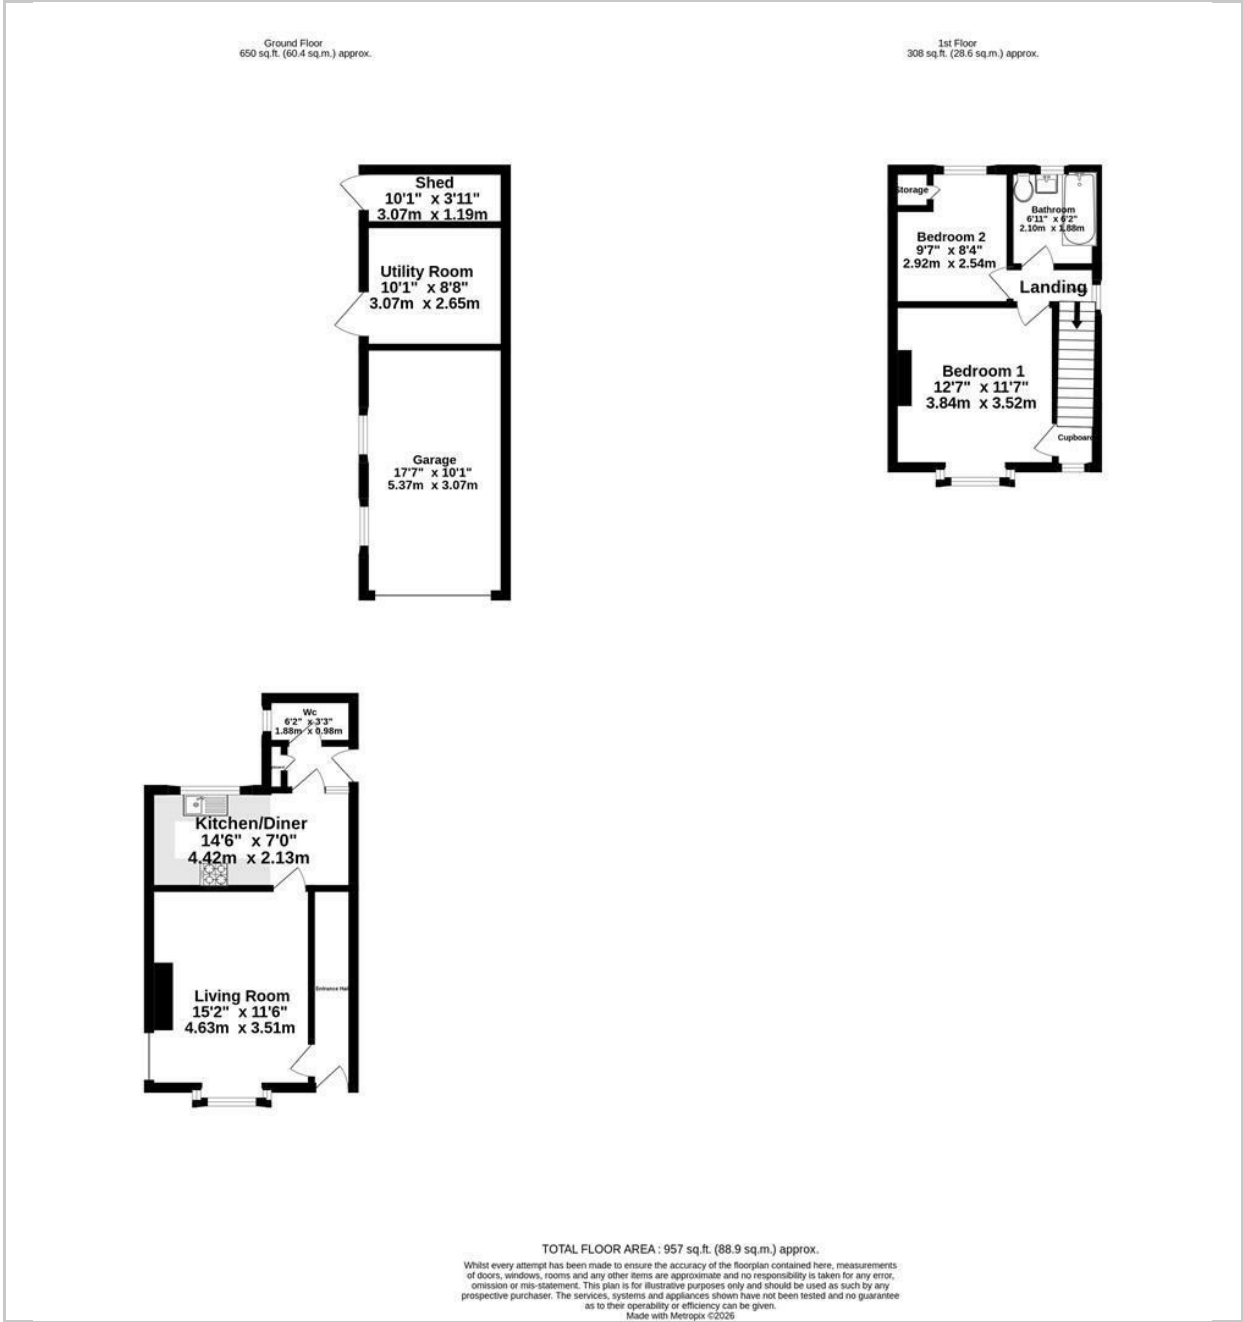 Ground Floor
650 sq.ft. (60.4 sq.m.) approx.
1st Floor
308 sq.ft. (28.6 sq.m.) approx.
Shed
10'1" x 3'11"
3.07m x 1.19m
Utility Room
10'1" x 8'8"
3.07m x 2.65m
Garage
17'7" x 10'1"
5.37m x 3.07m
Storage
Bedroom 2
9'7" x 8'4"
2.92m x 2.54m
Bathroom
6'11" x 6'2"
2.10m x 1.88m
Landing
Bedroom 1
12'7" x 11'7"
3.84m x 3.52m
Cupboard
Wc
6'2" x 3'3"
1.88m x 0.98m
Kitchen/Diner
14'6" x 7'0"
4.42m x 2.13m
Living Room
15'2" x 11'6"
4.63m x 3.51m
Entrance Hall
TOTAL FLOOR AREA : 957 sq.ft. (88.9 sq.m.) approx.
Whilst every attempt has been made to ensure the accuracy of the floorplan contained here, measurements
of doors, windows, rooms and any other items are approximate and no responsibility is taken for any error,
omission or mis-statement. This plan is for illustrative purposes only and should be used as such by any
prospective purchaser. The services, systems and appliances shown have not been tested and no guarantee
as to their operability or efficiency can be given.
Made with Metropix ©2026